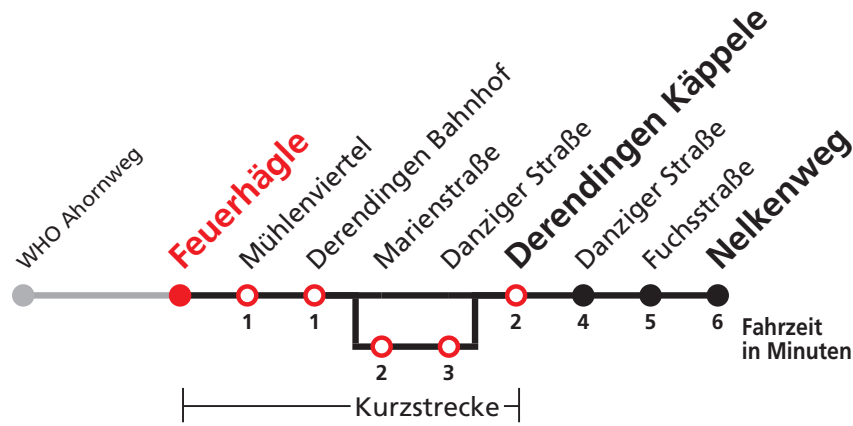 WHO Ahornweg
Feuerhägle
Mühlenviertel
Derendingen Bahnhof
Marienstraße
Danziger Straße
Derendingen Käppele
Danziger Straße
Fuchsstraße
Nelkenweg
1
1
2
4
5
6
Fahrzeit
in Minuten
2
3
Kurzstrecke